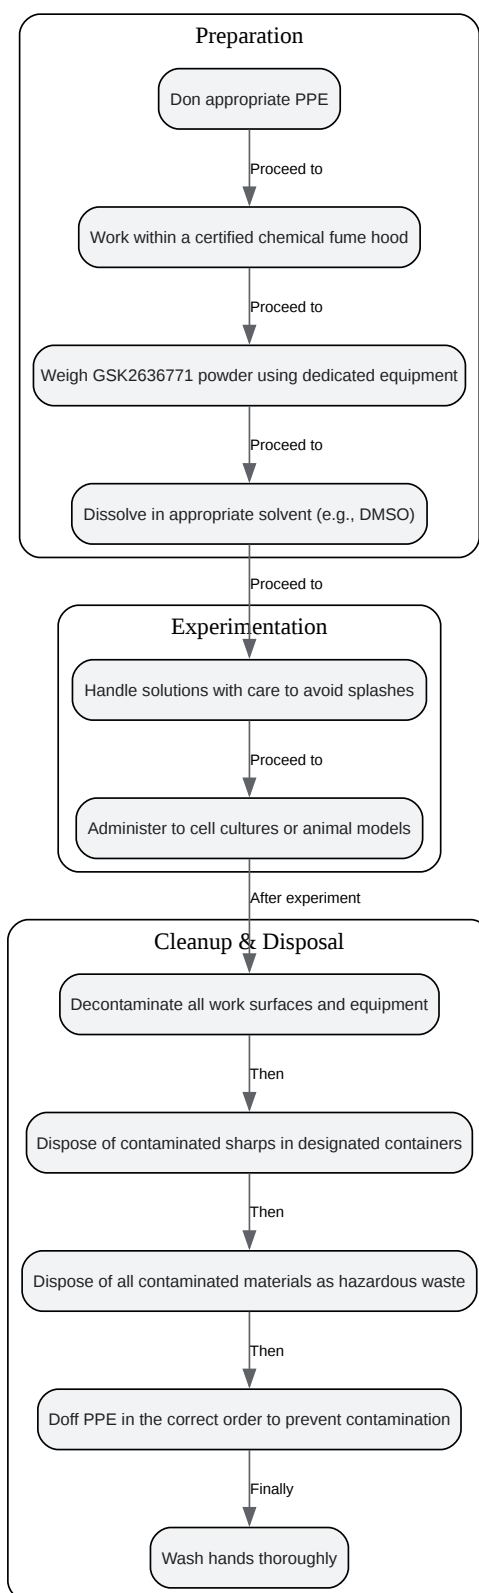 Preparation
Don appropriate PPE
Proceed to
Work within a certified chemical fume hood
Proceed to
Weigh GSK2636771 powder using dedicated equipment
Proceed to
Dissolve in appropriate solvent (e.g., DMSO)
Proceed to
Experimentation
Handle solutions with care to avoid splashes
Proceed to
Administer to cell cultures or animal models
After experiment
Cleanup & Disposal
Decontaminate all work surfaces and equipment
Then
Dispose of contaminated sharps in designated containers
Then
Dispose of all contaminated materials as hazardous waste
Then
Doff PPE in the correct order to prevent contamination
Finally
Wash hands thoroughly